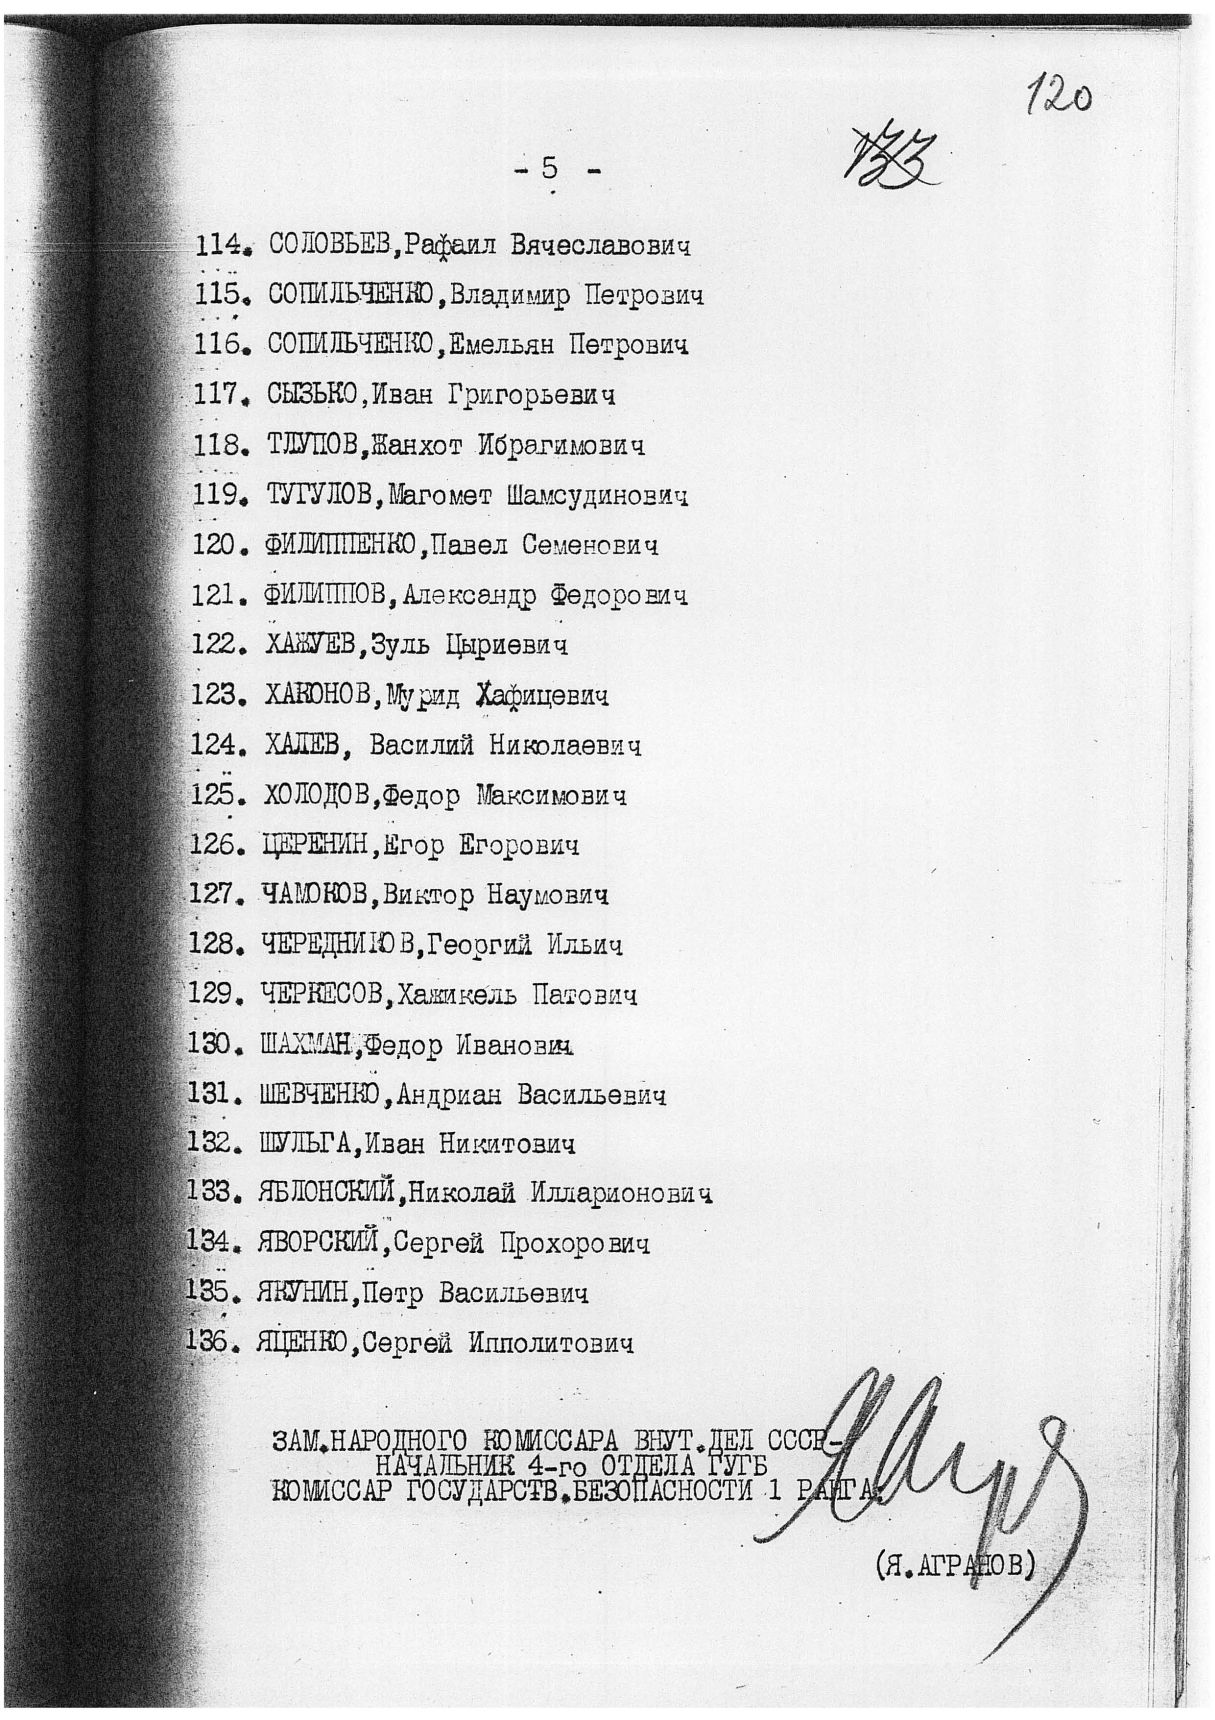 120
133
- 5 -
114. СОЛОВЬЕВ,Рафаил Вячеславович
115. СОПИЛЬЧЕНКО,Владимир Петрович
116. СОПИЛЬЧЕНКО,Емельян Петрович
117. СЫЗЬКО,Иван Григорьевич
118. ТЛУПОВ,Жанхот Ибрагимович
119. ТУГУЛОВ,Магомет Шамсудинович
120. ФИЛИППЕНКО,Павел Семенович
121. ФИЛИППОВ,Александр Федорович
122. ХАЖУЕВ,Зуль Цыриевич
123. ХАКОНОВ,Мурид Хафицевич
124. ХАЛЕВ, Василий Николаевич
125. ХОЛОДОВ,Федор Максимович
126. ЦЕРЕНИН,Егор Егорович
127. ЧАМОКОВ,Виктор Наумович
128. ЧЕРЕДНИКОВ,Георгий Ильич
129. ЧЕРКЕСОВ,Хажикель Патович
130. ШАХМАН,Федор Иванович
131. ШЕВЧЕНКО,Андриан Васильевич
132. ШУЛЬГА,Иван Никитович
133. ЯБЛОНСКИЙ,Николай Илларионович
134. ЯВОРСКИЙ,Сергей Прохорович
135. ЯКУНИН,Петр Васильевич
136. ЯЦЕНКО,Сергей Ипполитович
ЗАМ.НАРОДНОГО КОМИССАРА ВНУТ.ДЕЛ СССР-
НАЧАЛЬНИК 4-го ОТДЕЛА ГУГБ
КОМИССАР ГОСУДАРСТВ.БЕЗОПАСНОСТИ 1 РАНГА.
(Я.АГРАНОВ)